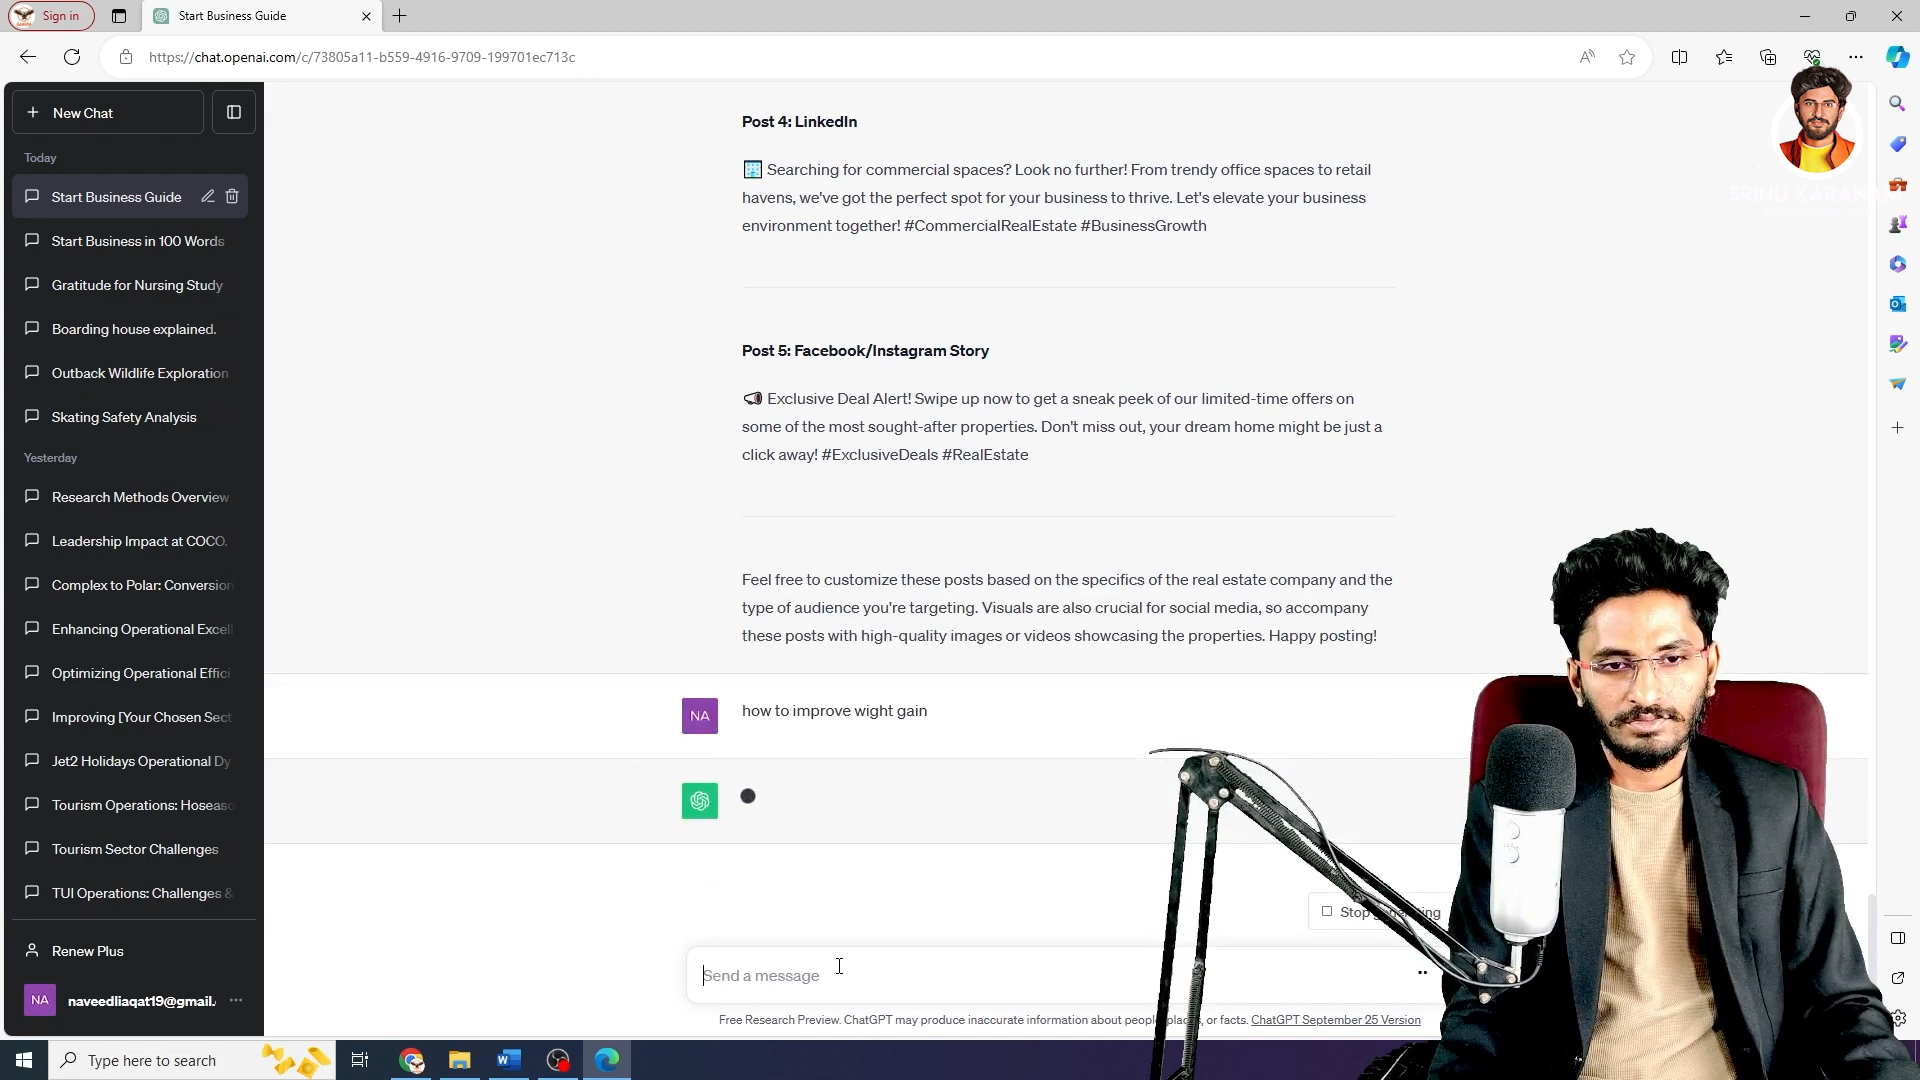 Sign in
Start Business Guide
https://chat.openai.com/c/73805a11-b559-4916-9709-199701ec713c
New Chat
Today
Start Business Guide
Start Business in 100 Words
Gratitude for Nursing Study
Boarding house explained.
Outback Wildlife Exploration
Skating Safety Analysis
Yesterday
Research Methods Overview
Leadership Impact at COCO.
Complex to Polar: Conversion
Enhancing Operational Excell
Optimizing Operational Effici
Improving [Your Chosen Sect
Jet2 Holidays Operational Dy
Tourism Operations: Hoseaso
Tourism Sector Challenges
TUI Operations: Challenges &
Renew Plus
NA naveedliaqat19@gmail.
Post 4: LinkedIn
🏢 Searching for commercial spaces? Look no further! From trendy office spaces to retail
havens, we've got the perfect spot for your business to thrive. Let's elevate your business
environment together! #CommercialRealEstate #BusinessGrowth
Post 5: Facebook/Instagram Story
📣 Exclusive Deal Alert! Swipe up now to get a sneak peek of our limited-time offers on
some of the most sought-after properties. Don't miss out, your dream home might be just a
click away! #ExclusiveDeals #RealEstate
Feel free to customize these posts based on the specifics of the real estate company and the
type of audience you're targeting. Visuals are also crucial for social media, so accompany
these posts with high-quality images or videos showcasing the properties. Happy posting!
NA how to improve wight gain
Stop generating
Send a message
Free Research Preview. ChatGPT may produce inaccurate information about people, places, or facts. ChatGPT September 25 Version
SRINU KARANAM
Type here to search